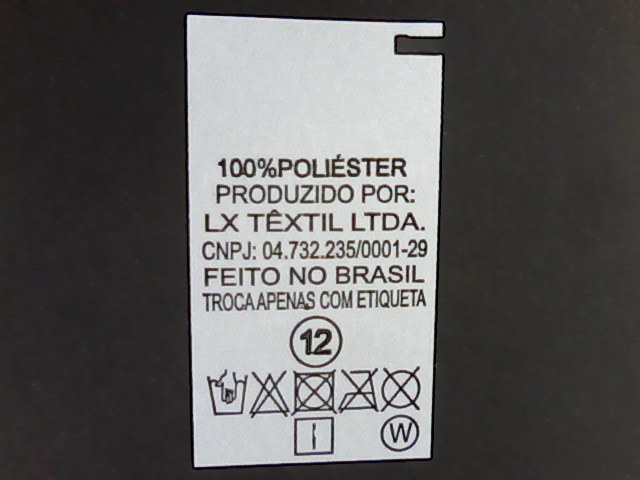 100%POLIÉSTER
PRODUZIDO POR:
LX TÊXTIL LTDA.
CNPJ: 04.732.235/0001-29
FEITO NO BRASIL
TROCA APENAS COM ETIQUETA
12
W